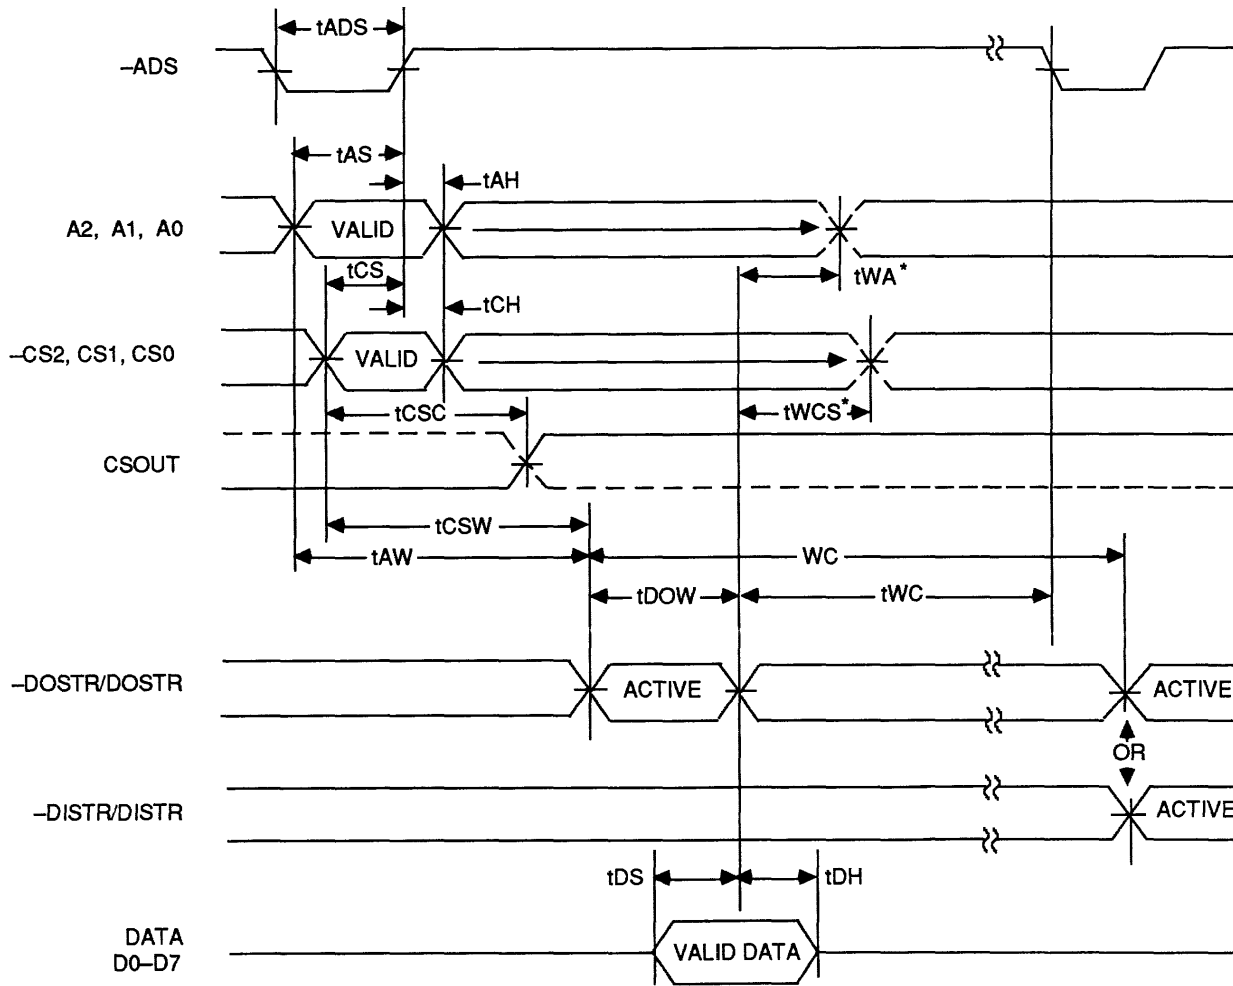 tADS
–ADS
tAS
tAH
A2, A1, A0
VALID
tCS
tWA*
tCH
–CS2, CS1, CS0
VALID
tCSC
tWCS*
CSOUT
tCSW
tAW
WC
tDOW
tWC
–DOSTR/DOSTR
ACTIVE
ACTIVE
OR
–DISTR/DISTR
ACTIVE
tDS
tDH
DATA
D0–D7
VALID DATA